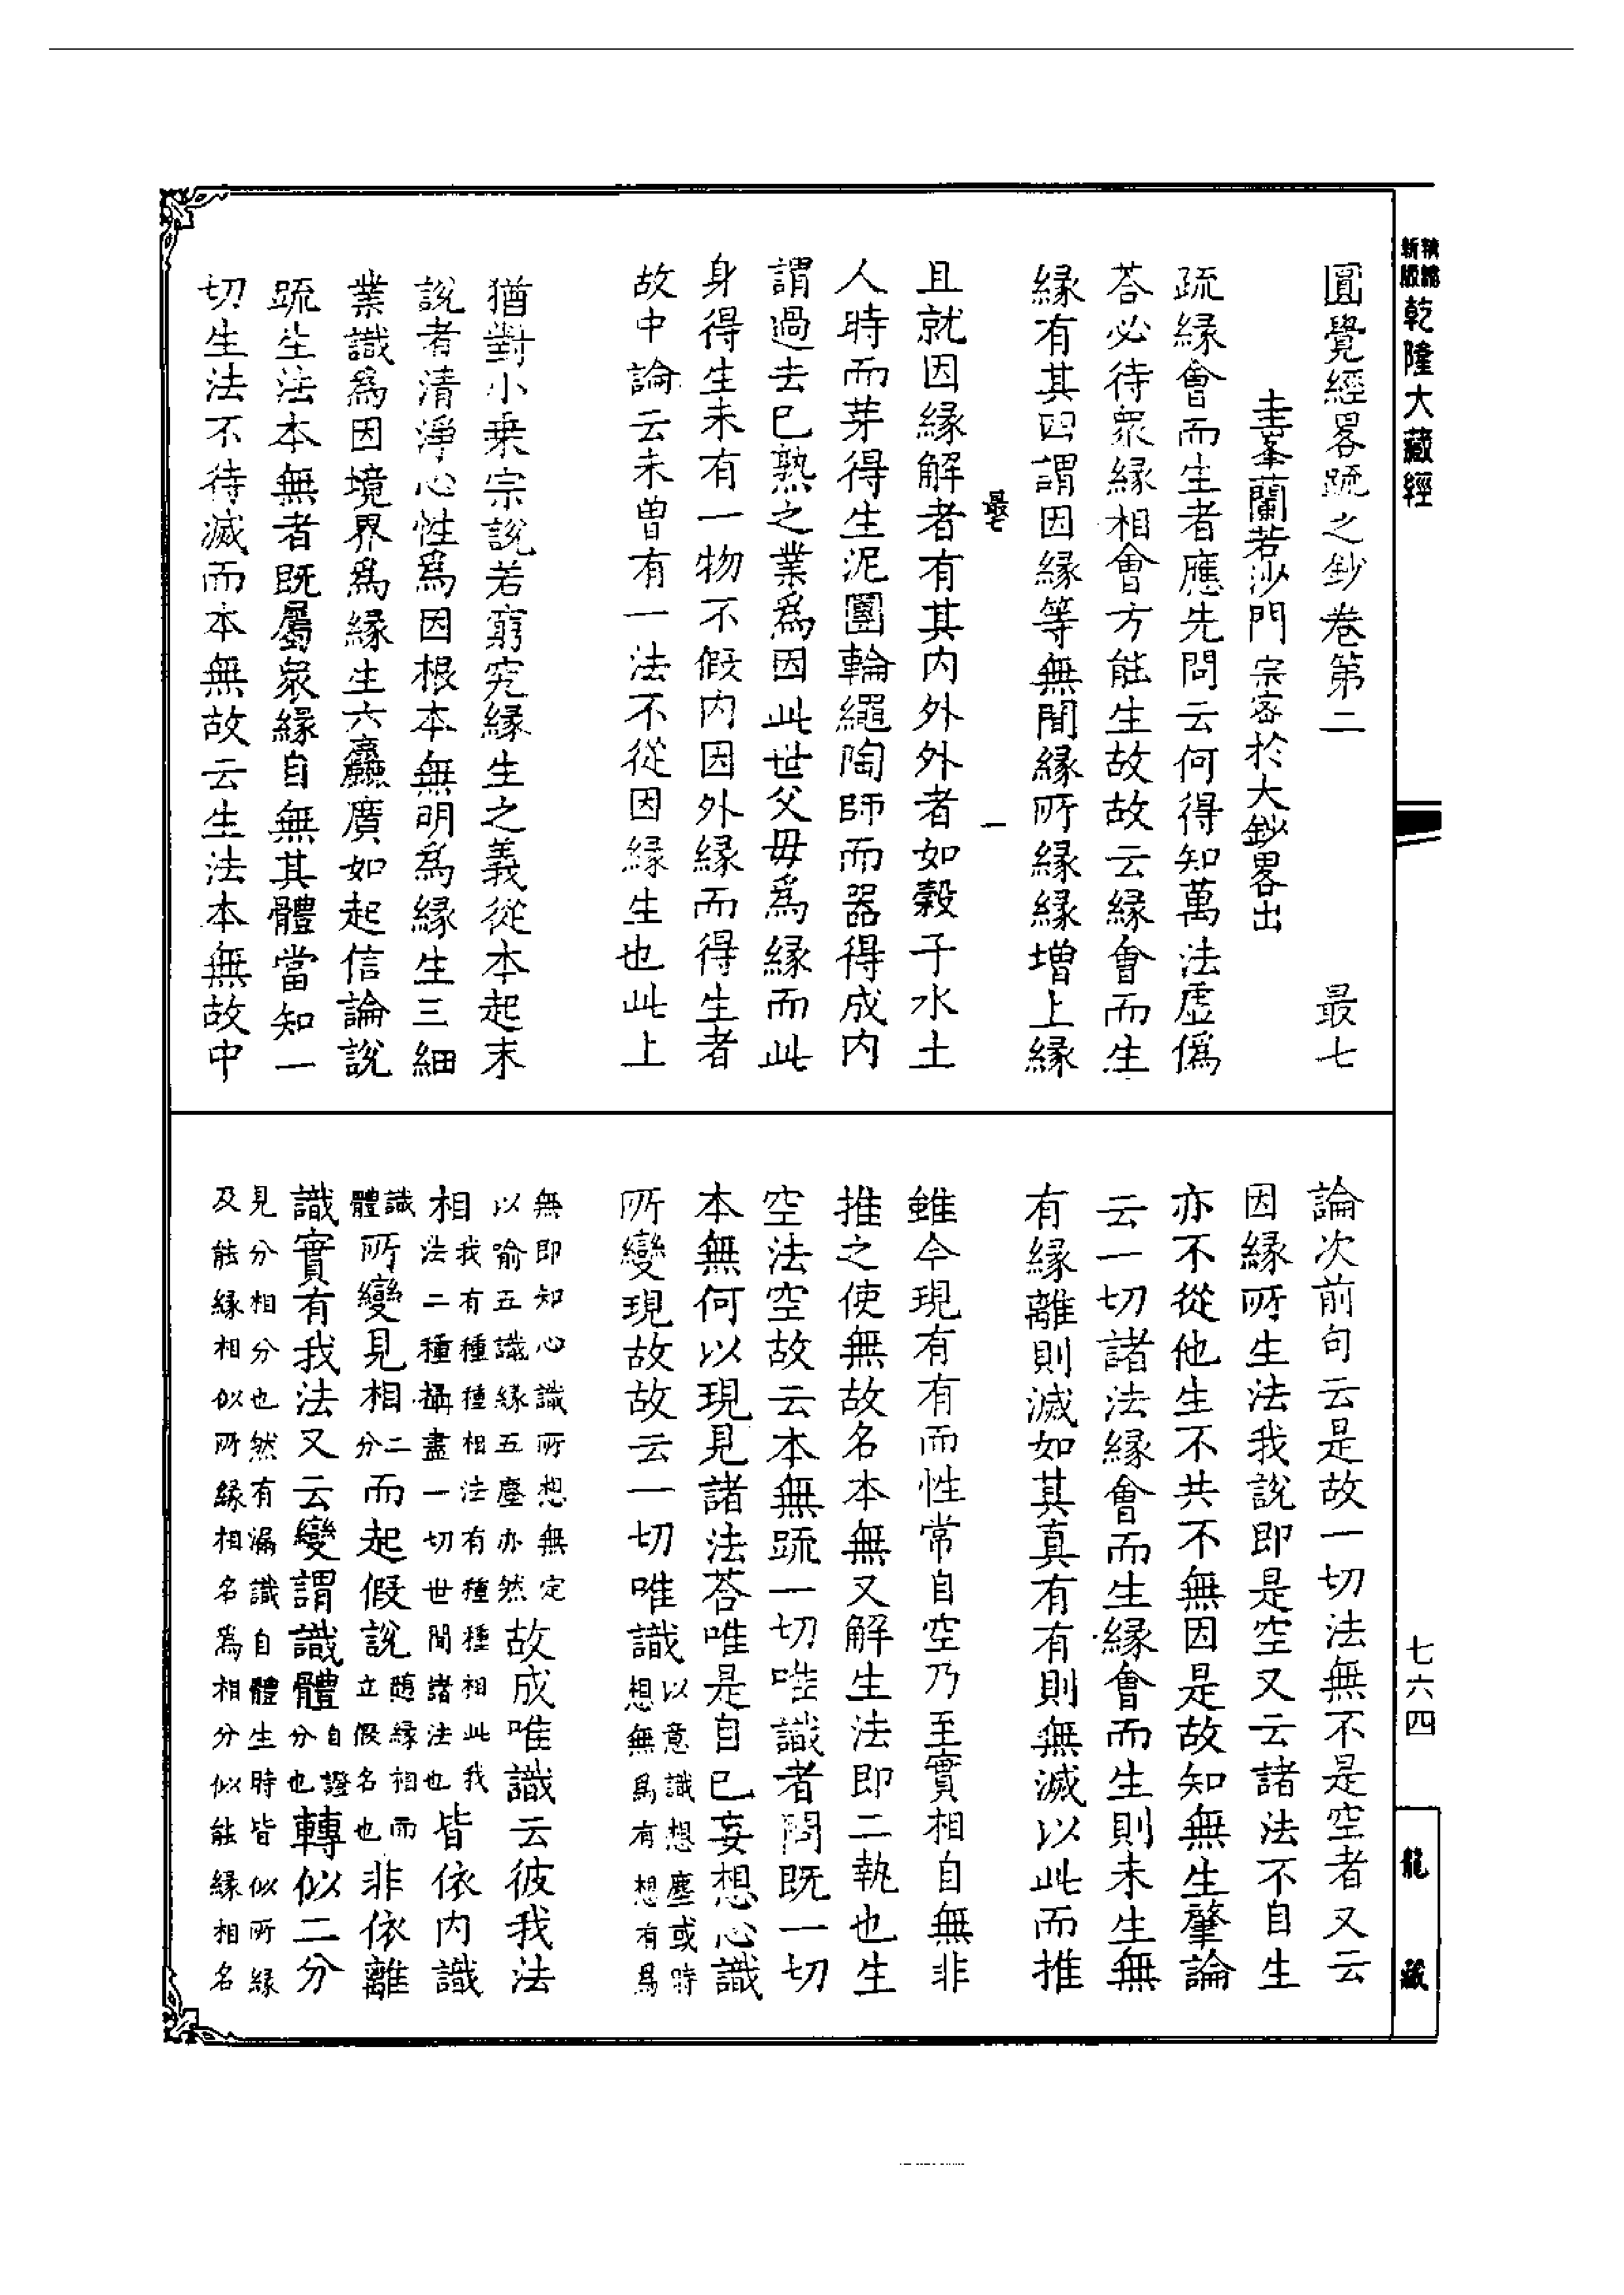 新版
精縮
乾隆大藏經
圓覺經畧䟽之鈔卷第二　最七
圭峯蘭若沙門宗密於大鈔畧出
䟽緣會而生者應先問云何得知萬法虛僞
荅必待衆緣相會方能生故故云緣會而生
緣有其四謂因緣等無間緣所緣緣增上緣
最七　一
且就因緣解者有其內外外者如穀子水土
人時而芽得生泥團輪繩陶師而器得成內
謂過去已熟之業爲因此世父母爲緣而此
身得生未有一物不假內因外緣而得生者
故中論云未曾有一法不從因緣生也此上
猶對小乗宗說若窮究緣生之義從本起末
說者清淨心性爲因根本無明爲緣生三細
業識爲因境界爲緣生六麤廣如起信論說
䟽生法本無者既屬衆緣自無其體當知一
切生法不待滅而本無故云生法本無故中
論次前句云是故一切法無不是空者又云
因緣所生法我說即是空又云諸法不自生
亦不從他生不共不無因是故知無生肇論
云一切諸法緣會而生緣會而生則未生無
有緣離則滅如其真有有則無滅以此而推
雖今現有有而性常自空乃至實相自無非
推之使無故名本無又解生法即二執也生
空法空故云本無䟽一切唯識者問既一切
本無何以現見諸法荅唯是自已妄想心識
所變現故故云一切唯識以意識想塵或時想無爲有想有爲
無即知心識所想無定以喻五識緣五塵亦然故成唯識云彼我法
相我有種種相法有種種相此我法二種攝盡一切世間諸法也皆依內識
識體所變見相二分而起假說隨緣相而立假名也非依離
識實有我法又云變謂識體自證分也轉似二分
見分相分也然有漏識自體生時皆似所緣
及能緣相似所緣相名爲相分似能緣相名
七六四
龍藏